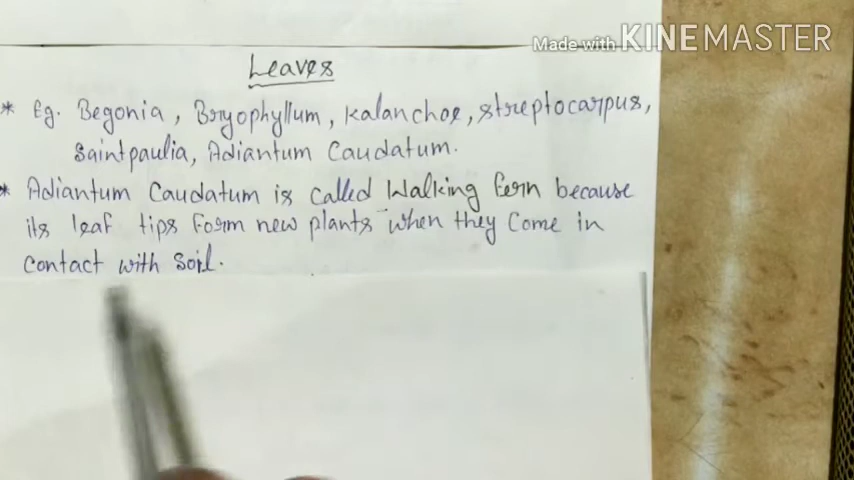 Made with KINEMASTER
Leaves
* Eg. Begonia, Bryophyllum, Kalanchoe, Streptocarpus,
Saintpaulia, Adiantum Caudatum.
* Adiantum Caudatum is called Walking Fern because
its leaf tips form new plants when they come in
contact with soil.